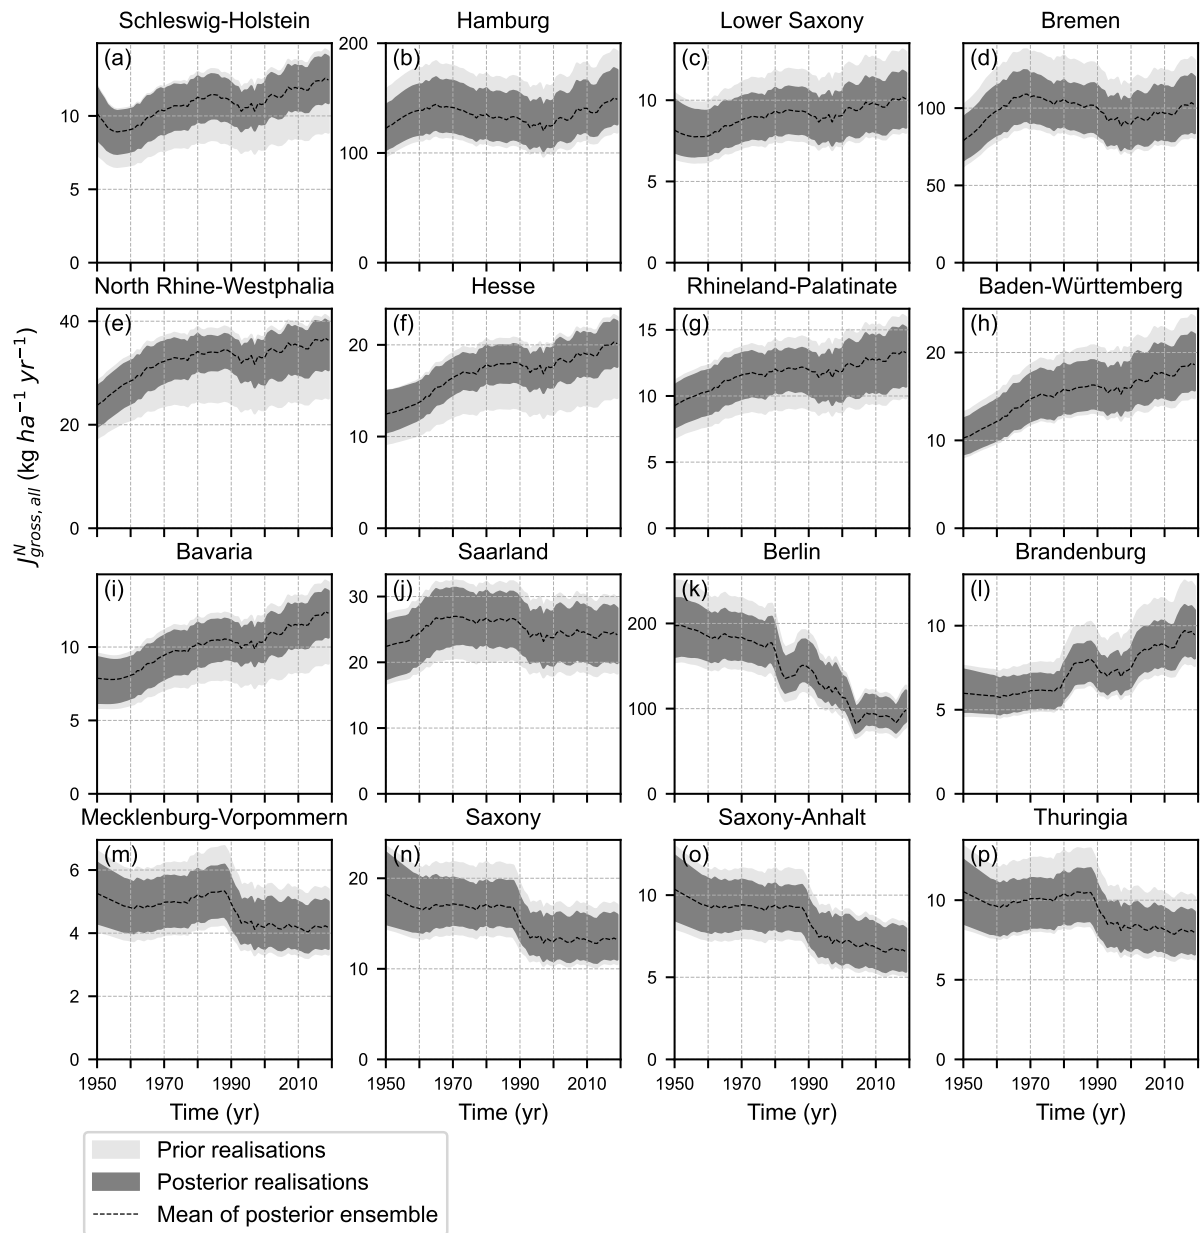 Schleswig-Holstein Hamburg Lower Saxony Bremen
(a) (b) (c) (d)
200
10 10 100
100
5 5 50
0 0 0 0
North Rhine-Westphalia Hesse Rhineland-Palatinate Baden-Württemberg
(e) (f) (g) (h)
40 20 15 20
20 10 10 10
5
0 0 0 0
J^N_{gross, all} (kg ha^{−1} yr^{−1})
Bavaria Saarland Berlin Brandenburg
(i) (j) (k) (l)
30 200 10
10 20
5 10 100 5
0 0 0 0
Mecklenburg-Vorpommern Saxony Saxony-Anhalt Thuringia
(m) (n) (o) (p)
6 20 10 10
4
2 10 5 5
0 0 0 0
1950 1970 1990 2010 1950 1970 1990 2010 1950 1970 1990 2010 1950 1970 1990 2010
Time (yr) Time (yr) Time (yr) Time (yr)
Prior realisations
Posterior realisations
Mean of posterior ensemble